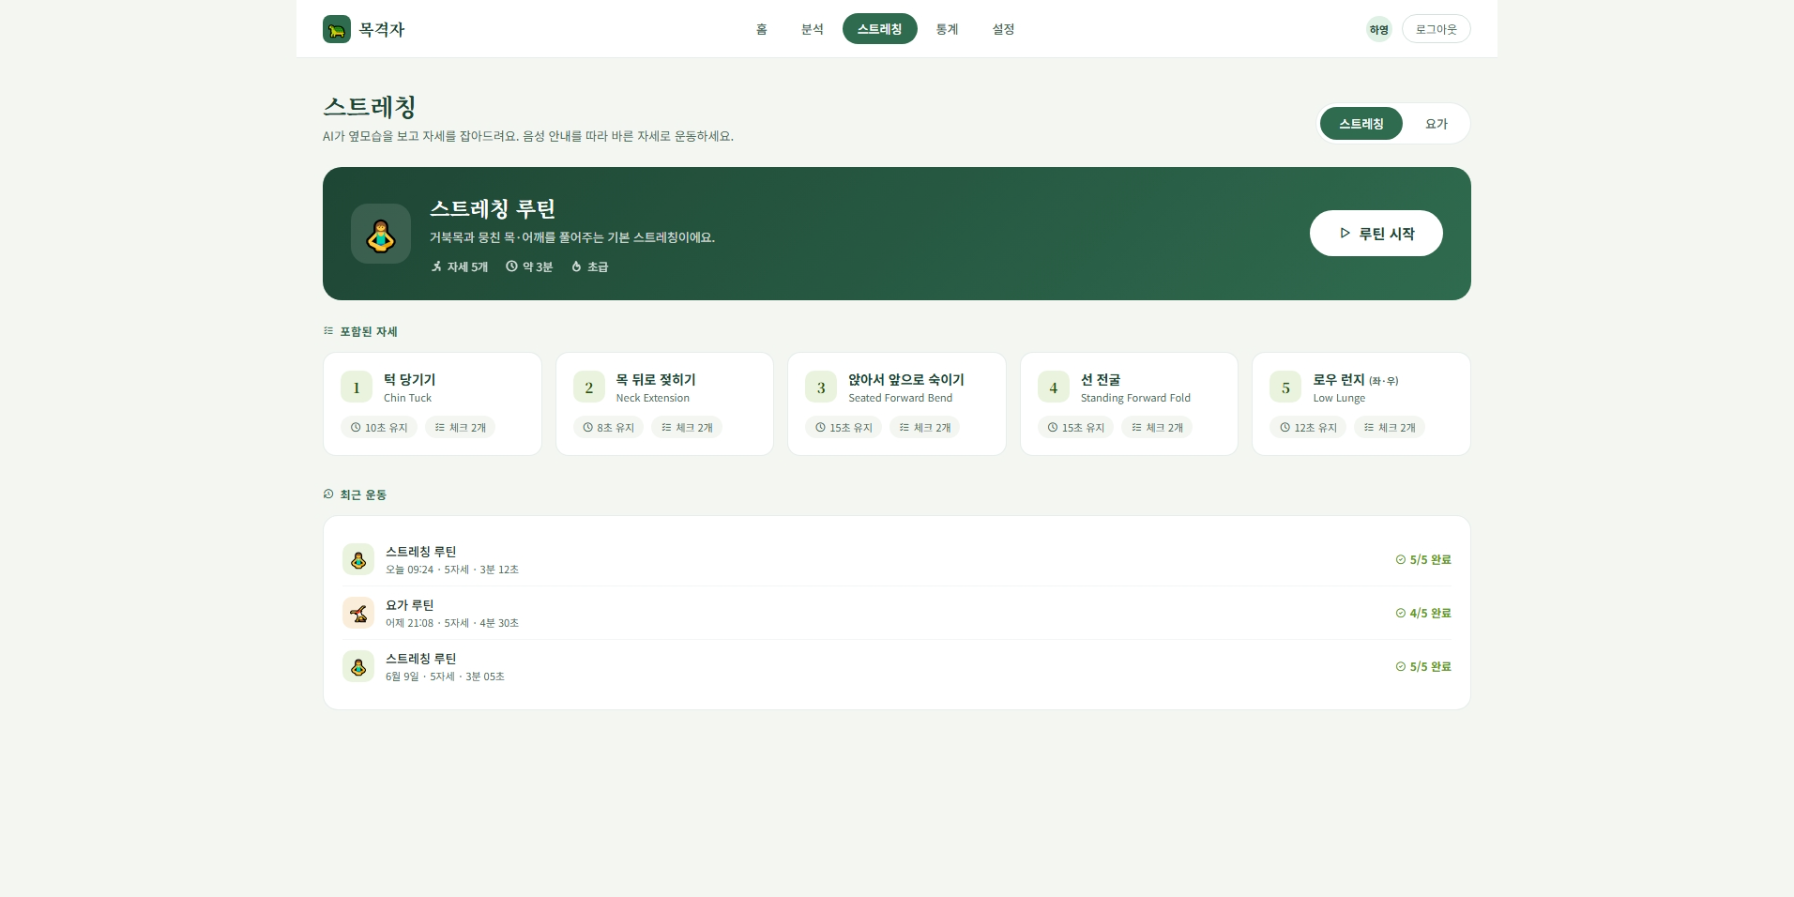 목격자
홈 분석 스트레칭 통계 설정
하영 로그아웃
스트레칭
AI가 옆모습을 보고 자세를 잡아드려요. 음성 안내를 따라 바른 자세로 운동하세요.
스트레칭 요가
스트레칭 루틴
거북목과 뭉친 목·어깨를 풀어주는 기본 스트레칭이에요.
자세 5개 약 3분 초급
루틴 시작
포함된 자세
1 턱 당기기
Chin Tuck
10초 유지 체크 2개
2 목 뒤로 젖히기
Neck Extension
8초 유지 체크 2개
3 앉아서 앞으로 숙이기
Seated Forward Bend
15초 유지 체크 2개
4 선 전굴
Standing Forward Fold
15초 유지 체크 2개
5 로우 런지 (좌·우)
Low Lunge
12초 유지 체크 2개
최근 운동
스트레칭 루틴
오늘 09:24 · 5자세 · 3분 12초
5/5 완료
요가 루틴
어제 21:08 · 5자세 · 4분 30초
4/5 완료
스트레칭 루틴
6월 9일 · 5자세 · 3분 05초
5/5 완료